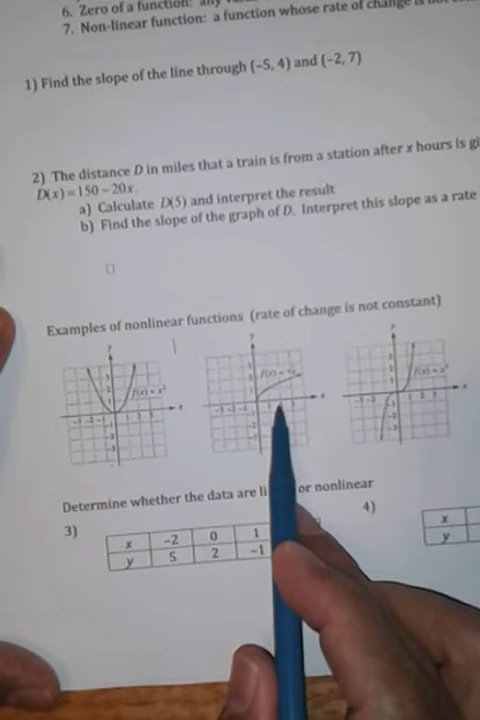 6. Zero of a function: any
7. Non-linear function: a function whose rate of change is not
1) Find the slope of the line through (−5, 4) and (−2, 7)
2) The distance D in miles that a train is from a station after x hours is gi
D(x)=150−20x.
a) Calculate D(5) and interpret the result
b) Find the slope of the graph of D. Interpret this slope as a rate
Examples of nonlinear functions (rate of change is not constant)
y y y
f(x) = x² f(x) = √x f(x) = x³
x x x
Determine whether the data are li or nonlinear
3) 4)
x −2 0 1 x
y 5 2 −1 y